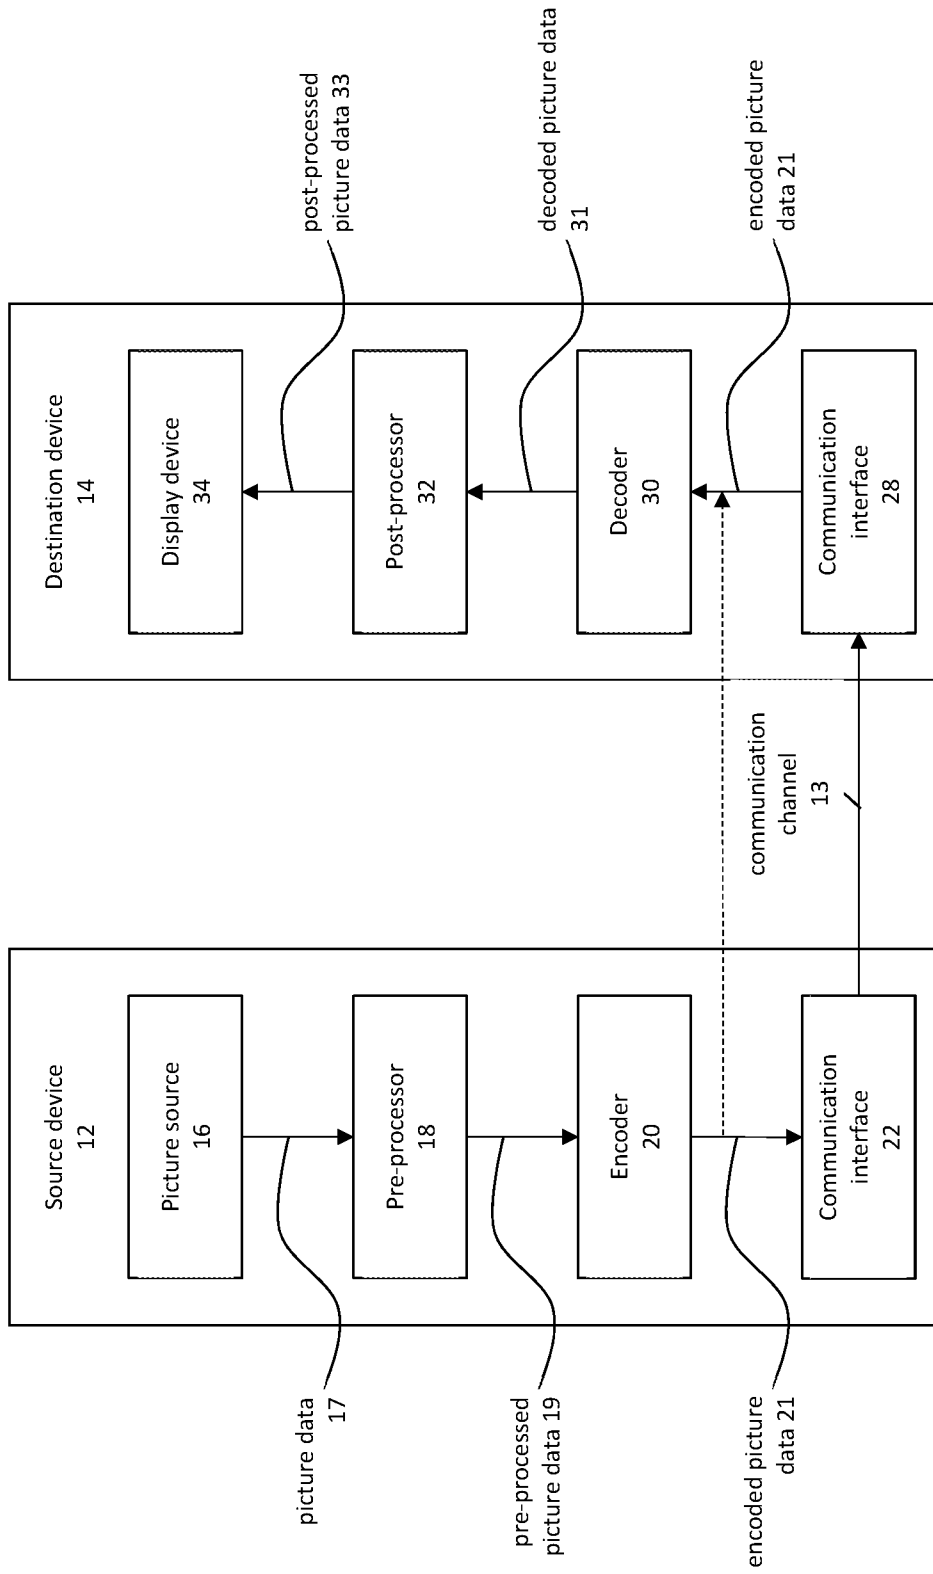 Source device
12
Picture source
16
picture data
17
Pre-processor
18
pre-processed
picture data 19
Encoder
20
encoded picture
data 21
Communication
interface
22
communication
channel
13
Destination device
14
Display device
34
post-processed
picture data 33
Post-processor
32
decoded picture data
31
Decoder
30
encoded picture
data 21
Communication
interface
28